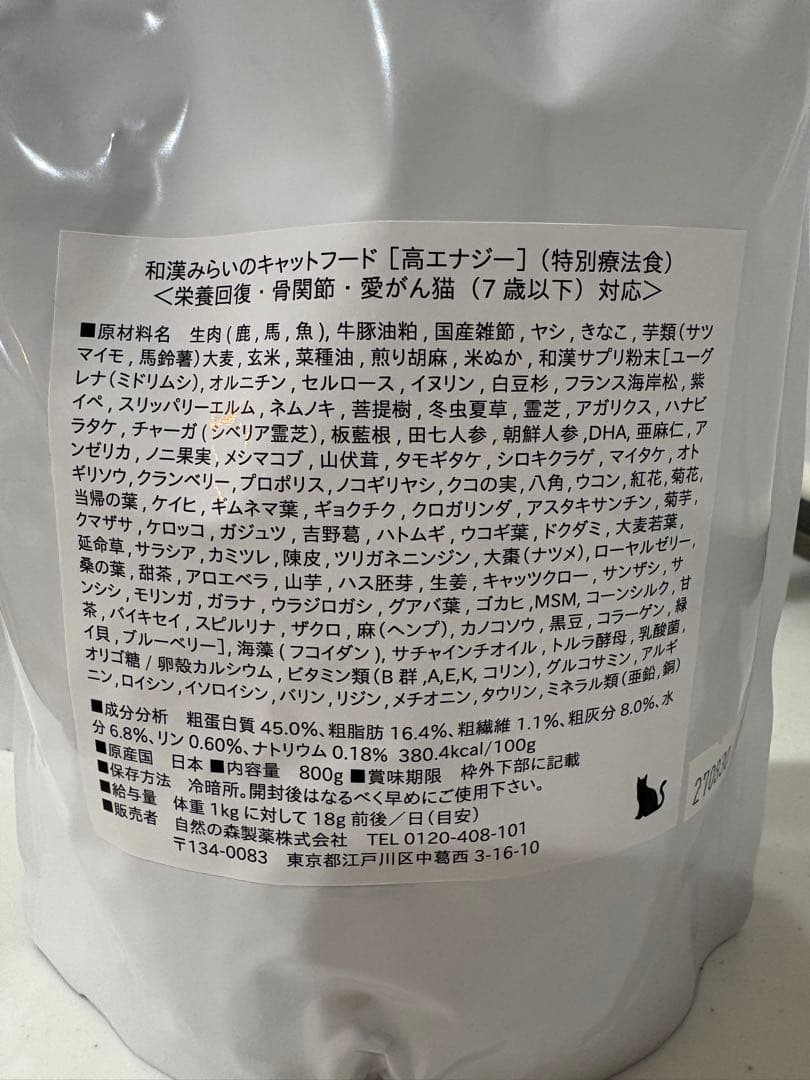 和漢みらいのキャットフード［高エナジー］（特別療法食）
＜栄養回復・骨関節・愛がん猫（７歳以下）対応＞
■原材料名　生肉（鹿，馬，魚），牛豚油粕，国産雑節，ヤシ，きなこ，芋類（サツ
マイモ，馬鈴薯）大麦，玄米，菜種油，煎り胡麻，米ぬか，和漢サプリ粉末［ユーグ
レナ（ミドリムシ），オルニチン，セルロース，イヌリン，白豆杉，フランス海岸松，紫
イペ，スリッパリーエルム，ネムノキ，菩提樹，冬虫夏草，霊芝，アガリクス，ハナビ
ラタケ，チャーガ（シベリア霊芝），板藍根，田七人参，朝鮮人参，DHA，亜麻仁，ア
ンゼリカ，ノニ果実，メシマコブ，山伏茸，タモギタケ，シロキクラゲ，マイタケ，オト
ギリソウ，クランベリー，プロポリス，ノコギリヤシ，クコの実，八角，ウコン，紅花，菊花，
当帰の葉，ケイヒ，ギムネマ葉，ギョクチク，クロガリンダ，アスタキサンチン，菊芋，
クマザサ，ケロッコ，ガジュツ，吉野葛，ハトムギ，ウコギ葉，ドクダミ，大麦若葉，
延命草，サラシア，カミツレ，陳皮，ツリガネニンジン，大棗（ナツメ），ローヤルゼリー，
桑の葉，甜茶，アロエベラ，山芋，ハス胚芽，生姜，キャッツクロー，サンザシ，サ
ンシシ，モリンガ，ガラナ，ウラジロガシ，グアバ葉，ゴカヒ，MSM，コーンシルク，甘
茶，バイキセイ，スピルリナ，ザクロ，麻（ヘンプ），カノコソウ，黒豆，コラーゲン，緑
イ貝，ブルーベリー］，海藻（フコイダン），サチャインチオイル，トルラ酵母，乳酸菌，
オリゴ糖／卵殻カルシウム，ビタミン類（B群，A,E,K，コリン），グルコサミン，アルギ
ニン，ロイシン，イソロイシン，バリン，リジン，メチオニン，タウリン，ミネラル類（亜鉛，銅）
■成分分析　粗蛋白質 45.0%、粗脂肪 16.4%、粗繊維 1.1%、粗灰分 8.0%、水
分 6.8%、リン 0.60%、ナトリウム 0.18%　380.4kcal/100g
■原産国　日本 ■内容量　800g ■賞味期限　枠外下部に記載
■保存方法　冷暗所。開封後はなるべく早めにご使用下さい。
■給与量　体重 1kg に対して 18g 前後／日（目安）
■販売者　自然の森製薬株式会社　TEL 0120-408-101
〒134-0083　東京都江戸川区中葛西 3-16-10